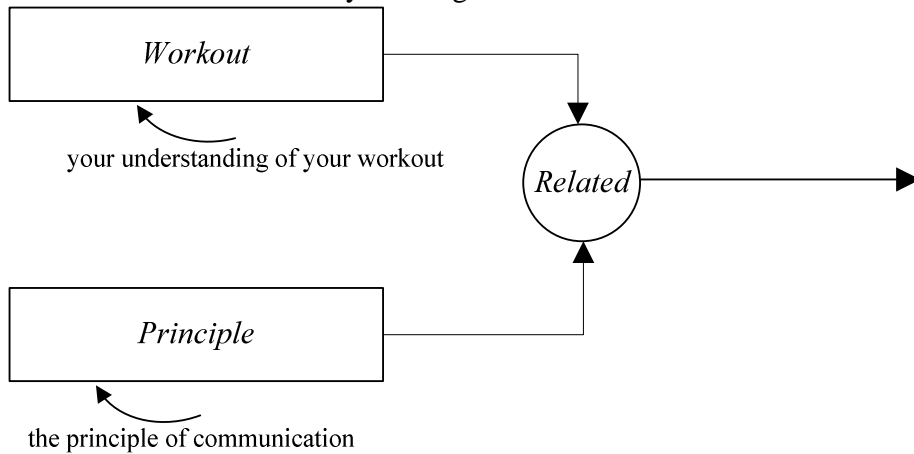 Workout
your understanding of your workout
Related
Principle
the principle of communication